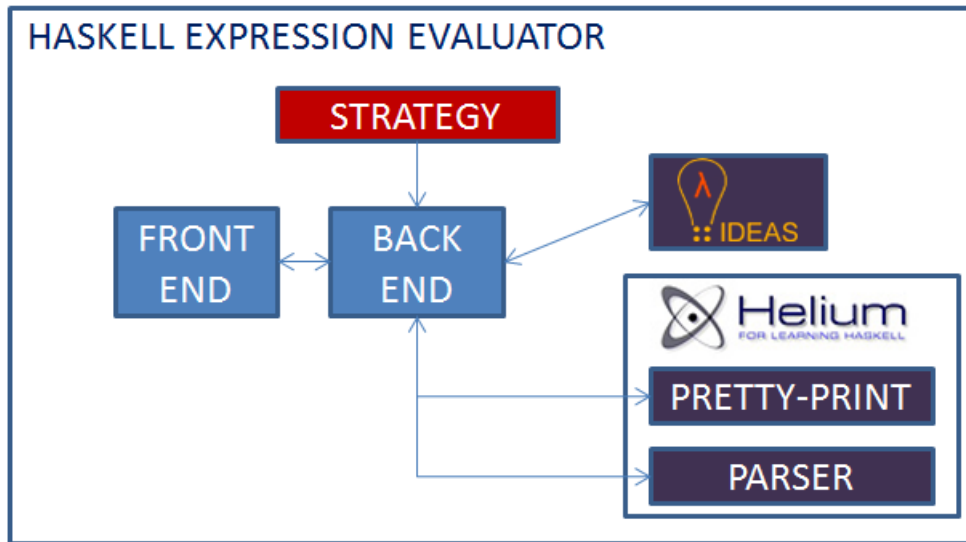 HASKELL EXPRESSION EVALUATOR
STRATEGY
FRONT
END
BACK
END
λ
:: IDEAS
Helium
FOR LEARNING HASKELL
PRETTY-PRINT
PARSER